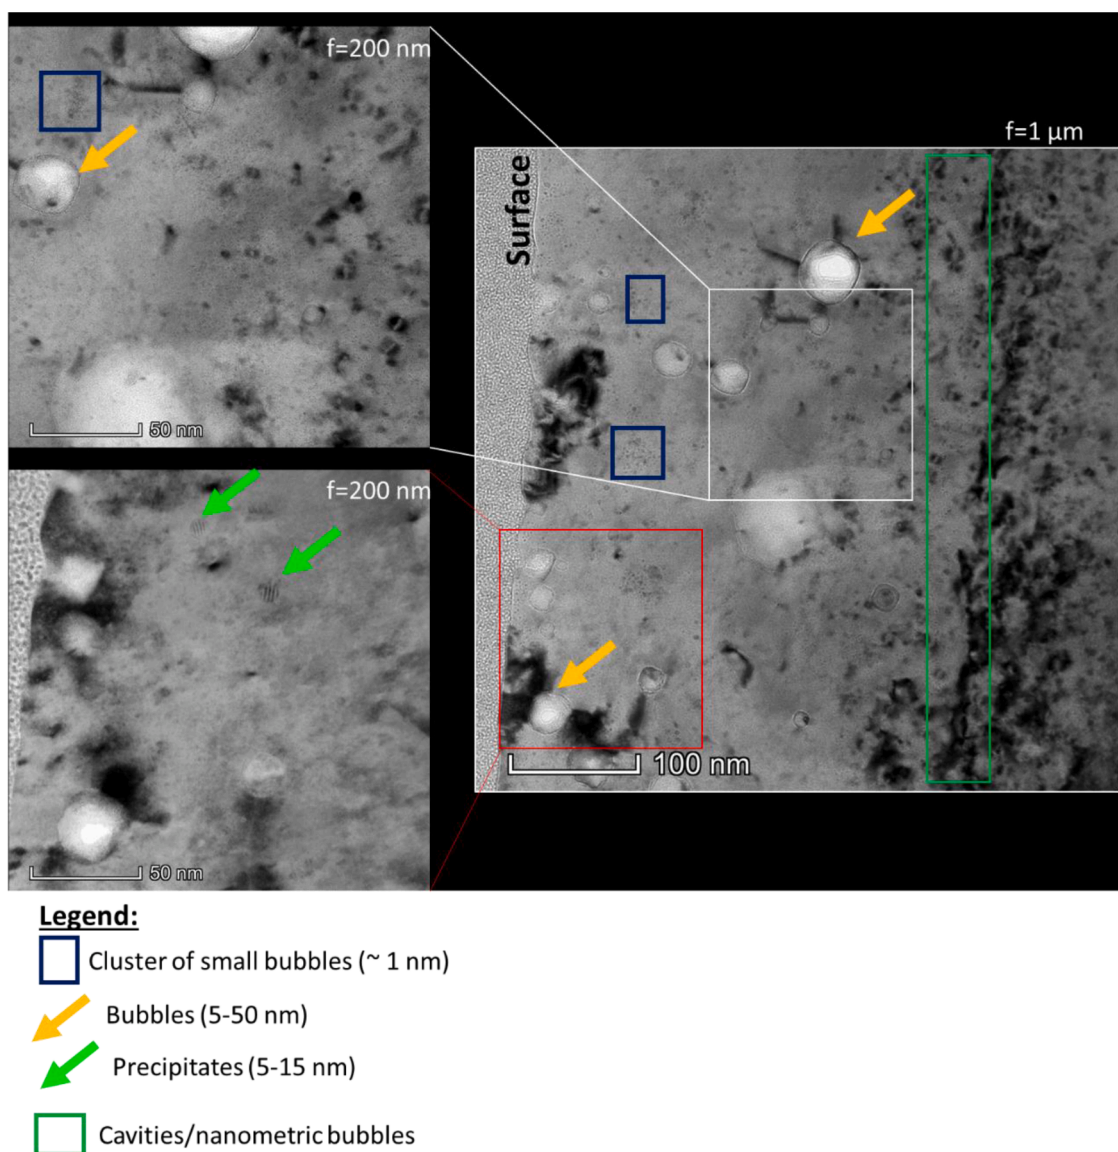 f=200 nm
50 nm
f=1 µm
Surface
100 nm
f=200 nm
50 nm
Legend:
Cluster of small bubbles (~ 1 nm)
Bubbles (5-50 nm)
Precipitates (5-15 nm)
Cavities/nanometric bubbles